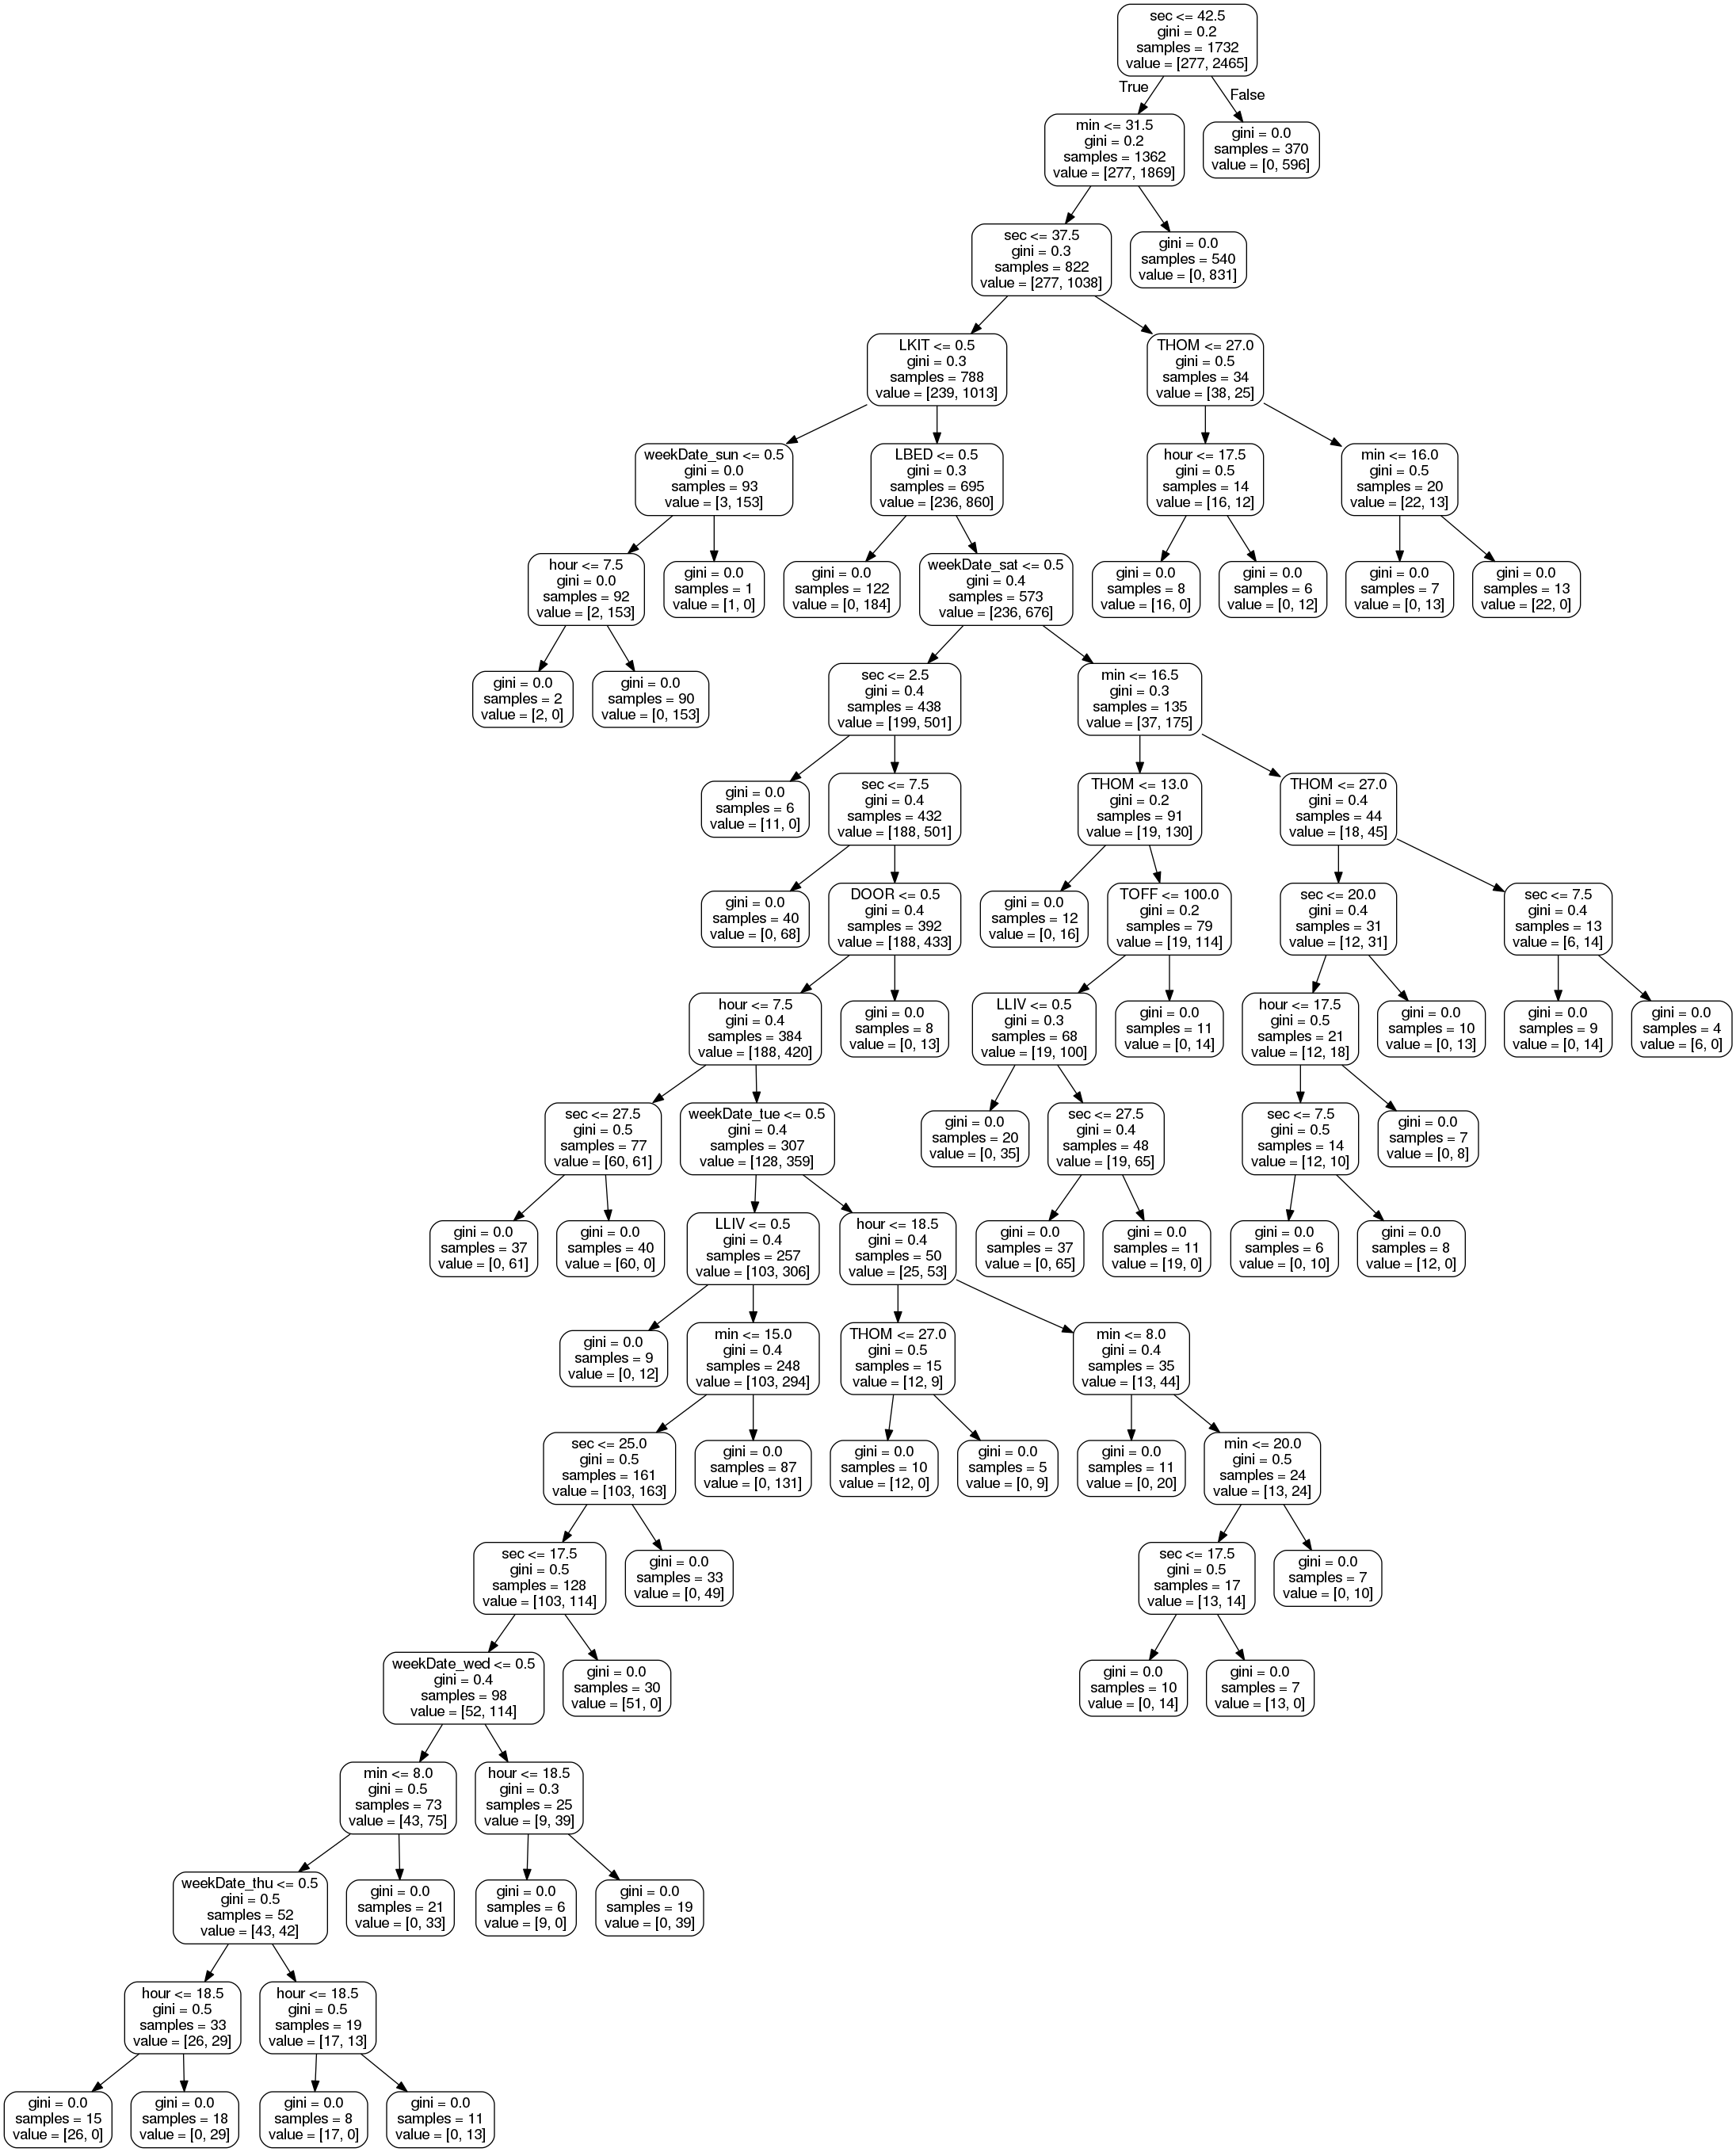 sec <= 42.5
gini = 0.2
samples = 1732
value = [277, 2465]
True
False
min <= 31.5
gini = 0.2
samples = 1362
value = [277, 1869]
gini = 0.0
samples = 370
value = [0, 596]
sec <= 37.5
gini = 0.3
samples = 822
value = [277, 1038]
gini = 0.0
samples = 540
value = [0, 831]
LKIT <= 0.5
gini = 0.3
samples = 788
value = [239, 1013]
THOM <= 27.0
gini = 0.5
samples = 34
value = [38, 25]
weekDate_sun <= 0.5
gini = 0.0
samples = 93
value = [3, 153]
LBED <= 0.5
gini = 0.3
samples = 695
value = [236, 860]
hour <= 17.5
gini = 0.5
samples = 14
value = [16, 12]
min <= 16.0
gini = 0.5
samples = 20
value = [22, 13]
hour <= 7.5
gini = 0.0
samples = 92
value = [2, 153]
gini = 0.0
samples = 1
value = [1, 0]
gini = 0.0
samples = 122
value = [0, 184]
weekDate_sat <= 0.5
gini = 0.4
samples = 573
value = [236, 676]
gini = 0.0
samples = 8
value = [16, 0]
gini = 0.0
samples = 6
value = [0, 12]
gini = 0.0
samples = 7
value = [0, 13]
gini = 0.0
samples = 13
value = [22, 0]
gini = 0.0
samples = 2
value = [2, 0]
gini = 0.0
samples = 90
value = [0, 153]
sec <= 2.5
gini = 0.4
samples = 438
value = [199, 501]
min <= 16.5
gini = 0.3
samples = 135
value = [37, 175]
gini = 0.0
samples = 6
value = [11, 0]
sec <= 7.5
gini = 0.4
samples = 432
value = [188, 501]
THOM <= 13.0
gini = 0.2
samples = 91
value = [19, 130]
THOM <= 27.0
gini = 0.4
samples = 44
value = [18, 45]
gini = 0.0
samples = 40
value = [0, 68]
DOOR <= 0.5
gini = 0.4
samples = 392
value = [188, 433]
gini = 0.0
samples = 12
value = [0, 16]
TOFF <= 100.0
gini = 0.2
samples = 79
value = [19, 114]
sec <= 20.0
gini = 0.4
samples = 31
value = [12, 31]
sec <= 7.5
gini = 0.4
samples = 13
value = [6, 14]
hour <= 7.5
gini = 0.4
samples = 384
value = [188, 420]
gini = 0.0
samples = 8
value = [0, 13]
LLIV <= 0.5
gini = 0.3
samples = 68
value = [19, 100]
gini = 0.0
samples = 11
value = [0, 14]
hour <= 17.5
gini = 0.5
samples = 21
value = [12, 18]
gini = 0.0
samples = 10
value = [0, 13]
gini = 0.0
samples = 9
value = [0, 14]
gini = 0.0
samples = 4
value = [6, 0]
sec <= 27.5
gini = 0.5
samples = 77
value = [60, 61]
weekDate_tue <= 0.5
gini = 0.4
samples = 307
value = [128, 359]
gini = 0.0
samples = 20
value = [0, 35]
sec <= 27.5
gini = 0.4
samples = 48
value = [19, 65]
sec <= 7.5
gini = 0.5
samples = 14
value = [12, 10]
gini = 0.0
samples = 7
value = [0, 8]
gini = 0.0
samples = 37
value = [0, 61]
gini = 0.0
samples = 40
value = [60, 0]
LLIV <= 0.5
gini = 0.4
samples = 257
value = [103, 306]
hour <= 18.5
gini = 0.4
samples = 50
value = [25, 53]
gini = 0.0
samples = 37
value = [0, 65]
gini = 0.0
samples = 11
value = [19, 0]
gini = 0.0
samples = 6
value = [0, 10]
gini = 0.0
samples = 8
value = [12, 0]
gini = 0.0
samples = 9
value = [0, 12]
min <= 15.0
gini = 0.4
samples = 248
value = [103, 294]
THOM <= 27.0
gini = 0.5
samples = 15
value = [12, 9]
min <= 8.0
gini = 0.4
samples = 35
value = [13, 44]
sec <= 25.0
gini = 0.5
samples = 161
value = [103, 163]
gini = 0.0
samples = 87
value = [0, 131]
gini = 0.0
samples = 10
value = [12, 0]
gini = 0.0
samples = 5
value = [0, 9]
gini = 0.0
samples = 11
value = [0, 20]
min <= 20.0
gini = 0.5
samples = 24
value = [13, 24]
sec <= 17.5
gini = 0.5
samples = 128
value = [103, 114]
gini = 0.0
samples = 33
value = [0, 49]
sec <= 17.5
gini = 0.5
samples = 17
value = [13, 14]
gini = 0.0
samples = 7
value = [0, 10]
weekDate_wed <= 0.5
gini = 0.4
samples = 98
value = [52, 114]
gini = 0.0
samples = 30
value = [51, 0]
gini = 0.0
samples = 10
value = [0, 14]
gini = 0.0
samples = 7
value = [13, 0]
min <= 8.0
gini = 0.5
samples = 73
value = [43, 75]
hour <= 18.5
gini = 0.3
samples = 25
value = [9, 39]
weekDate_thu <= 0.5
gini = 0.5
samples = 52
value = [43, 42]
gini = 0.0
samples = 21
value = [0, 33]
gini = 0.0
samples = 6
value = [9, 0]
gini = 0.0
samples = 19
value = [0, 39]
hour <= 18.5
gini = 0.5
samples = 33
value = [26, 29]
hour <= 18.5
gini = 0.5
samples = 19
value = [17, 13]
gini = 0.0
samples = 15
value = [26, 0]
gini = 0.0
samples = 18
value = [0, 29]
gini = 0.0
samples = 8
value = [17, 0]
gini = 0.0
samples = 11
value = [0, 13]